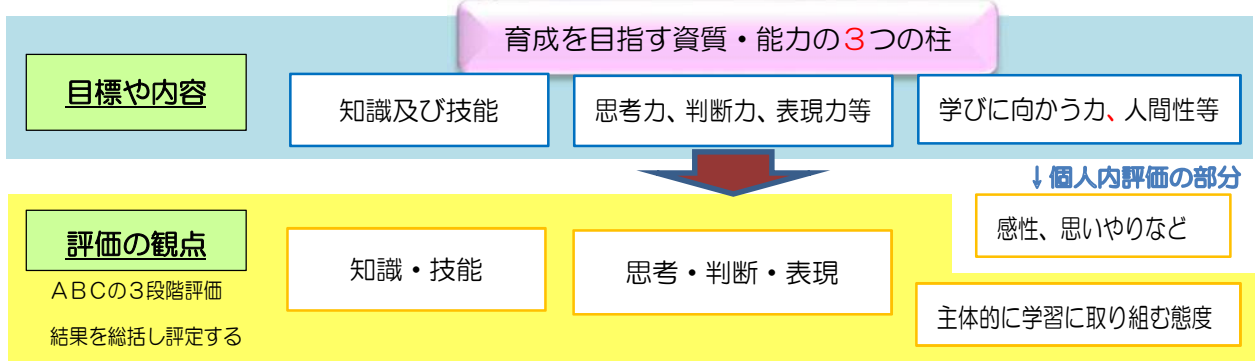 育成を目指す資質・能力の３つの柱
目標や内容
知識及び技能
思考力、判断力、表現力等
学びに向かう力、人間性等
↓個人内評価の部分
評価の観点
ＡＢＣの３段階評価
結果を総括し評定する
知識・技能
思考・判断・表現
感性、思いやりなど
主体的に学習に取り組む態度